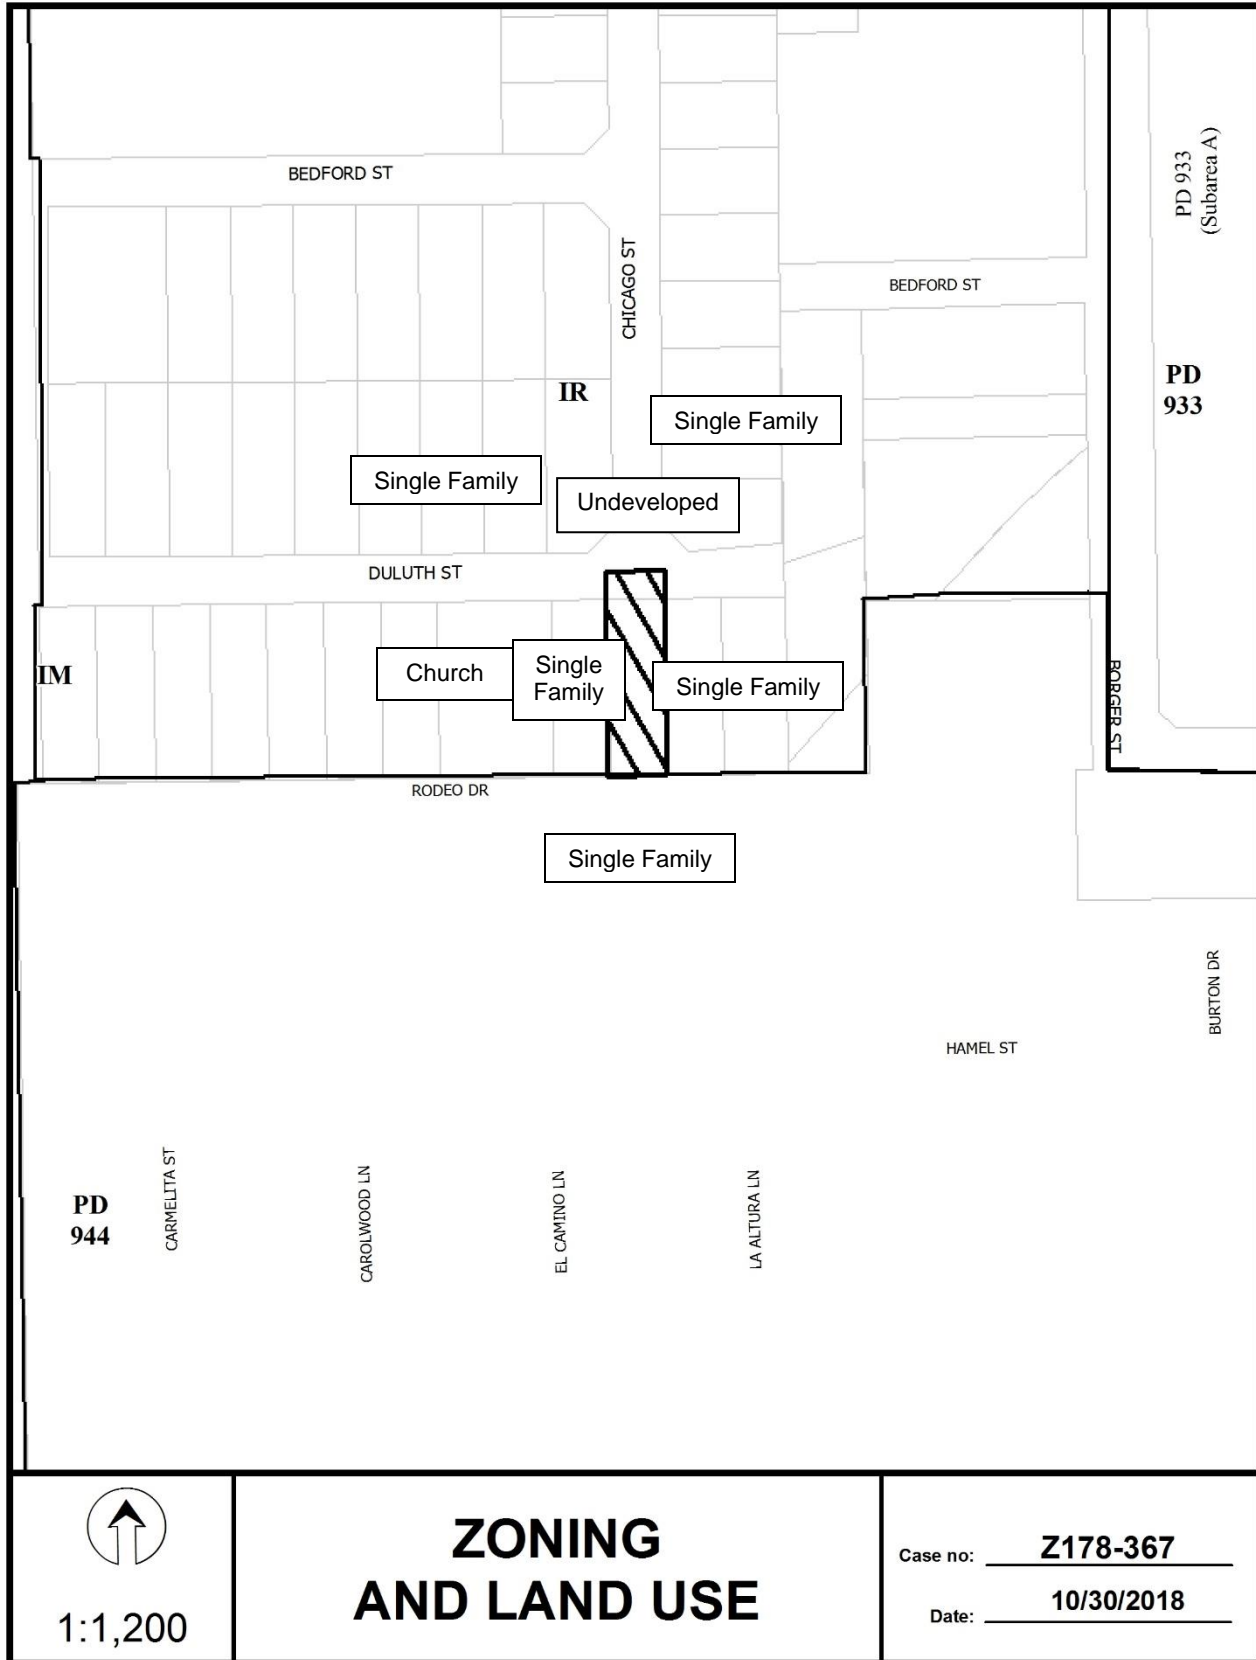 BEDFORD ST
PD 933
(Subarea A)
CHICAGO ST
BEDFORD ST
IR
PD
933
Single Family
Single Family
Undeveloped
DULUTH ST
IM
Church
Single
Family
Single Family
BORGER ST
RODEO DR
Single Family
BURTON DR
HAMEL ST
PD
944
CARMELITA ST
CAROLWOOD LN
EL CAMINO LN
LA ALTURA LN
1:1,200
ZONING
AND LAND USE
Case no: Z178-367
Date: 10/30/2018